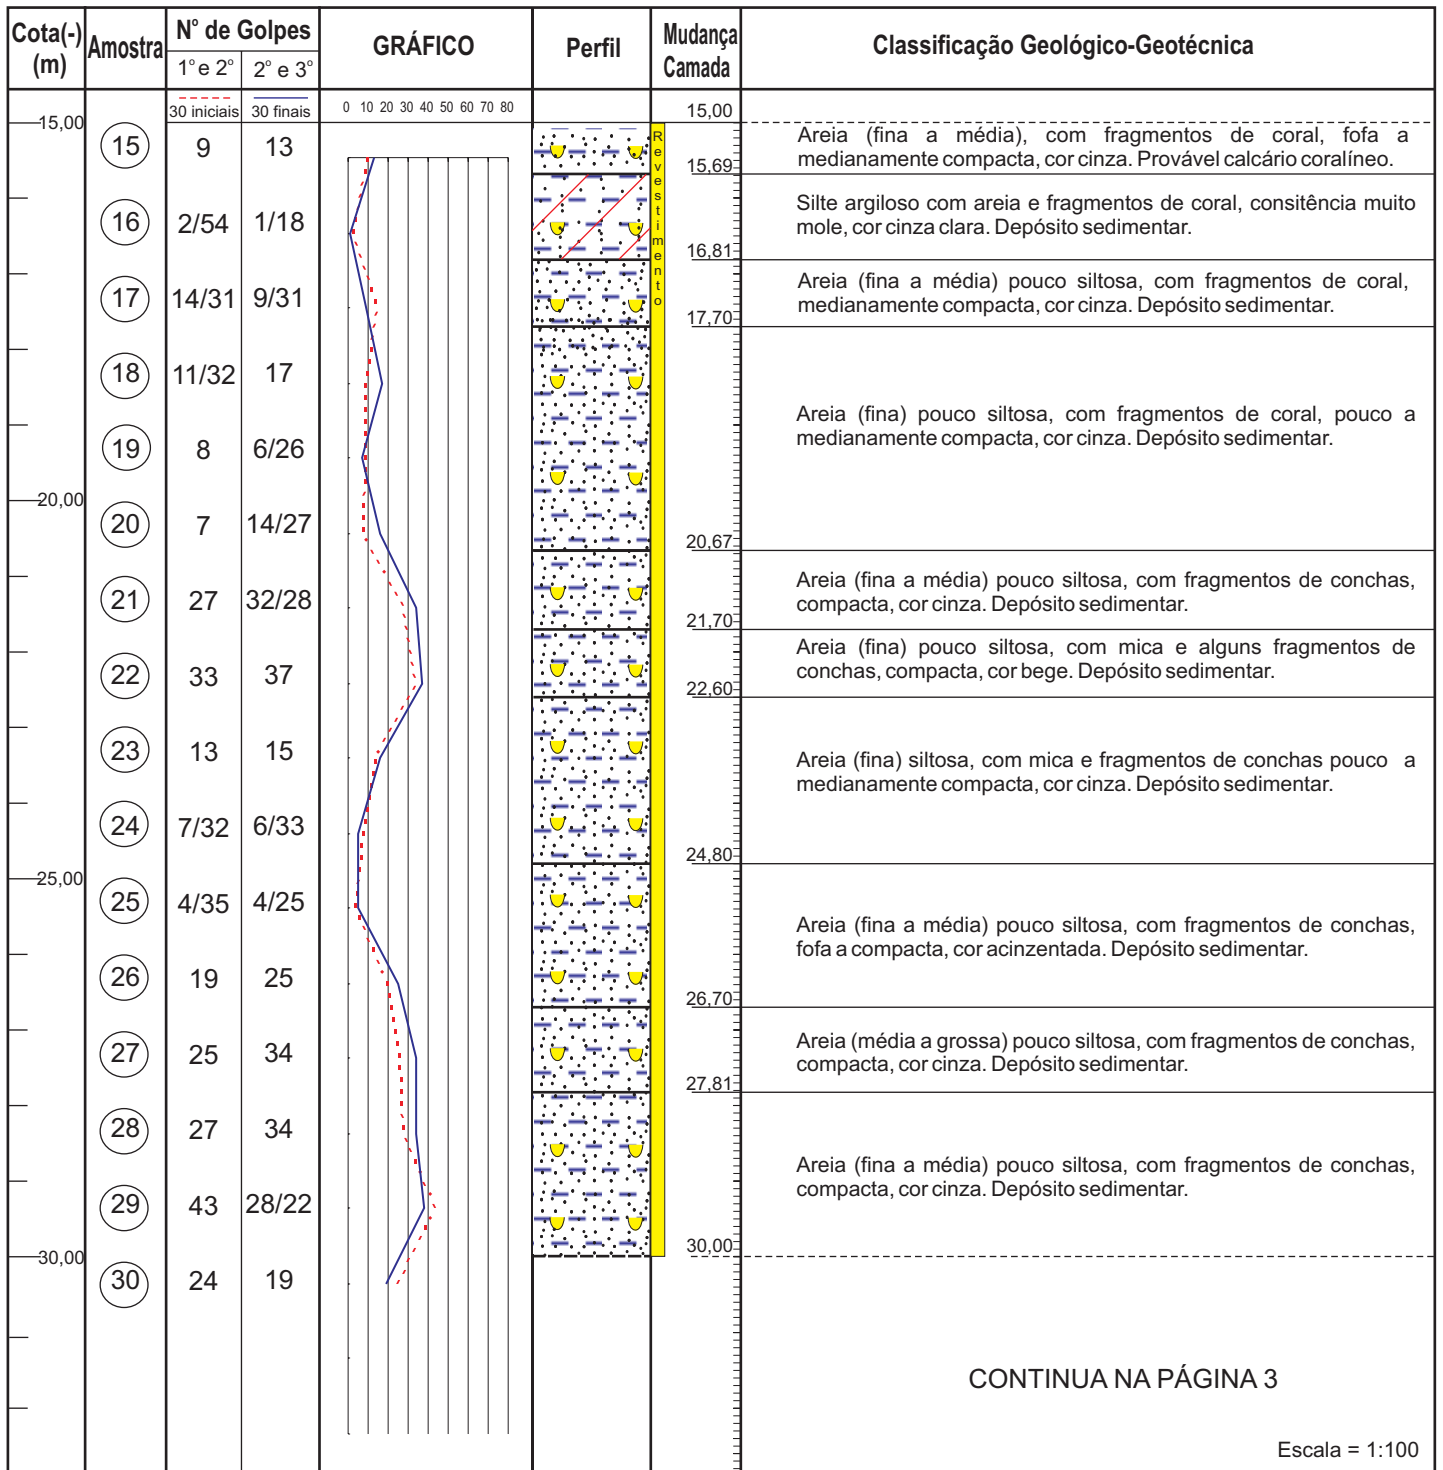 Cota(-) (m) Amostra N° de Golpes GRÁFICO Perfil Mudança Camada Classificação Geológico-Geotécnica
1° e 2° 2° e 3°
30 iniciais 30 finais 0 10 20 30 40 50 60 70 80 15,00
15,00
15 9 13
Revestimento
Areia (fina a média), com fragmentos de coral, fofa a
medianamente compacta, cor cinza. Provável calcário coralíneo.
15,69
16 2/54 1/18
Silte argiloso com areia e fragmentos de coral, consitência muito
mole, cor cinza clara. Depósito sedimentar.
16,81
17 14/31 9/31
Areia (fina a média) pouco siltosa, com fragmentos de coral,
medianamente compacta, cor cinza. Depósito sedimentar.
17,70
18 11/32 17
Areia (fina) pouco siltosa, com fragmentos de coral, pouco a
medianamente compacta, cor cinza. Depósito sedimentar.
19 8 6/26
20,00
20 7 14/27
20,67
21 27 32/28
Areia (fina a média) pouco siltosa, com fragmentos de conchas,
compacta, cor cinza. Depósito sedimentar.
21,70
22 33 37
Areia (fina) pouco siltosa, com mica e alguns fragmentos de
conchas, compacta, cor bege. Depósito sedimentar.
22,60
23 13 15
Areia (fina) siltosa, com mica e fragmentos de conchas pouco a
medianamente compacta, cor cinza. Depósito sedimentar.
24 7/32 6/33
24,80
25,00
25 4/35 4/25
Areia (fina a média) pouco siltosa, com fragmentos de conchas,
fofa a compacta, cor acinzentada. Depósito sedimentar.
26 19 25
26,70
27 25 34
Areia (média a grossa) pouco siltosa, com fragmentos de conchas,
compacta, cor cinza. Depósito sedimentar.
27,81
28 27 34
Areia (fina a média) pouco siltosa, com fragmentos de conchas,
compacta, cor cinza. Depósito sedimentar.
29 43 28/22
30,00
30,00
30 24 19
CONTINUA NA PÁGINA 3
Escala = 1:100